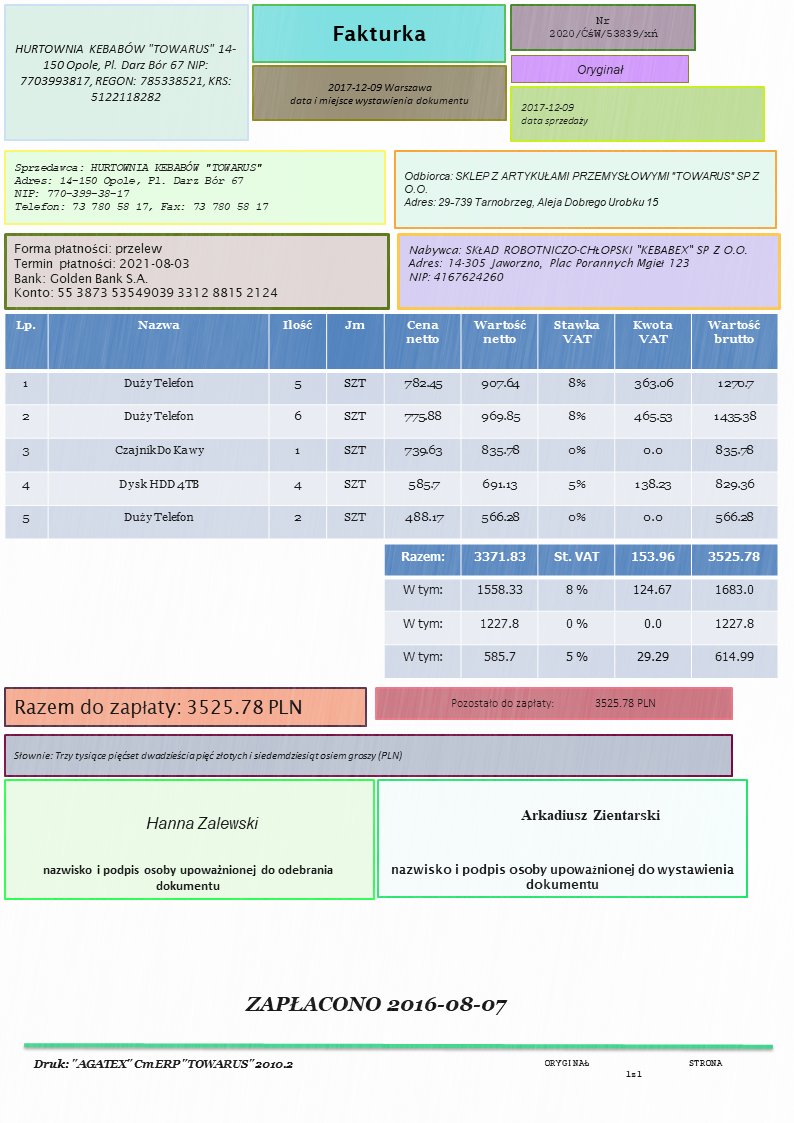 HURTOWNIA KEBABÓW "TOWARUS" 14-
150 Opole, Pl. Darz Bór 67 NIP:
7703993817, REGON: 785338521, KRS:
5122118282
Fakturka
2017-12-09 Warszawa
data i miejsce wystawienia dokumentu
Nr
2020/ĆśW/53839/xń
Oryginał
2017-12-09
data sprzedaży
Sprzedawca: HURTOWNIA KEBABÓW "TOWARUS"
Adres: 14-150 Opole, Pl. Darz Bór 67
NIP: 770-399-38-17
Telefon: 73 780 58 17, Fax: 73 780 58 17
Odbiorca: SKLEP Z ARTYKUŁAMI PRZEMYSŁOWYMI "TOWARUS" SP Z
O.O.
Adres: 29-739 Tarnobrzeg, Aleja Dobrego Urobku 15
Forma płatności: przelew
Termin płatności: 2021-08-03
Bank: Golden Bank S.A.
Konto: 55 3873 53549039 3312 8815 2124
Nabywca: SKŁAD ROBOTNICZO-CHŁOPSKI "KEBABEX" SP Z O.O.
Adres: 14-305 Jaworzno, Plac Porannych Mgieł 123
NIP: 4167624260
Lp. Nazwa Ilość Jm Cena netto Wartość netto Stawka VAT Kwota VAT Wartość brutto
1 Duży Telefon 5 SZT 782.45 907.64 8% 363.06 1270.7
2 Duży Telefon 6 SZT 775.88 969.85 8% 465.53 1435.38
3 Czajnik Do Kawy 1 SZT 739.63 835.78 0% 0.0 835.78
4 Dysk HDD 4TB 4 SZT 585.7 691.13 5% 138.23 829.36
5 Duży Telefon 2 SZT 488.17 566.28 0% 0.0 566.28
Razem: 3371.83 St. VAT 153.96 3525.78
W tym: 1558.33 8 % 124.67 1683.0
W tym: 1227.8 0 % 0.0 1227.8
W tym: 585.7 5 % 29.29 614.99
Razem do zapłaty: 3525.78 PLN
Pozostało do zapłaty: 3525.78 PLN
Słownie: Trzy tysiące pięćset dwadzieścia pięć złotych i siedemdziesiąt osiem groszy (PLN)
Hanna Zalewski
nazwisko i podpis osoby upoważnionej do odebrania
dokumentu
Arkadiusz Zientarski
nazwisko i podpis osoby upoważnionej do wystawienia
dokumentu
ZAPŁACONO 2016-08-07
Druk: "AGATEX" CmERP "TOWARUS" 2010.2
ORYGINAŁ STRONA
1z1